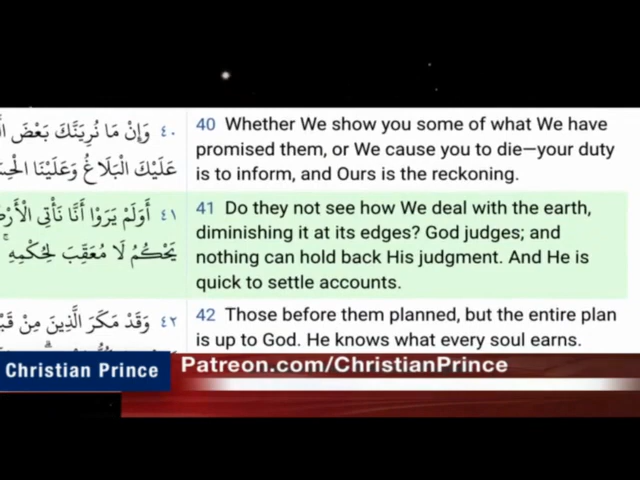 ٤٠ وَإِنْ مَا نُرِيَنَّكَ بَعْضَ
عَلَيْكَ الْبَلَاغُ وَعَلَيْنَا
٤١ أَوَلَمْ يَرَوْا أَنَّا نَأْتِي
يَحْكُمُ لَا مُعَقِّبَ لِحُكْمِهِ ۚ
٤٢ وَقَدْ مَكَرَ الَّذِينَ مِنْ
40 Whether We show you some of what We have
promised them, or We cause you to die—your duty
is to inform, and Ours is the reckoning.
41 Do they not see how We deal with the earth,
diminishing it at its edges? God judges; and
nothing can hold back His judgment. And He is
quick to settle accounts.
42 Those before them planned, but the entire plan
is up to God. He knows what every soul earns.
Christian Prince
Patreon.com/ChristianPrince